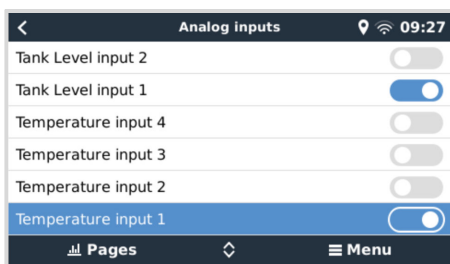 Analog inputs 09:27
Tank Level input 2
Tank Level input 1
Temperature input 4
Temperature input 3
Temperature input 2
Temperature input 1
Pages Menu